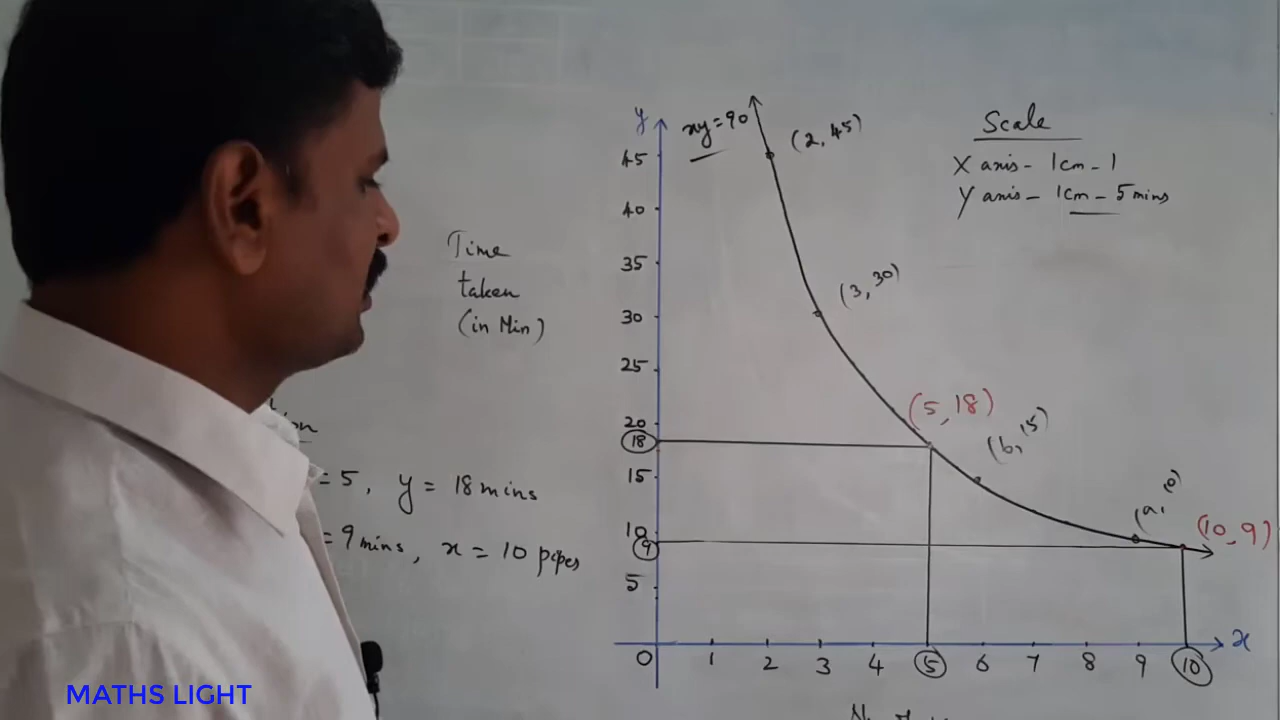 y
xy=90
(2, 45)
Scale
X axis - 1cm - 1
Y axis - 1cm - 5 mins
45
40
35
30
25
20
18
15
10
9
5
Time
taken
(in Min)
(3, 30)
(5, 18)
(6, 15)
(10, 9)
on
=5, y = 18 mins
=9 mins, x = 10 pipes
0 1 2 3 4 5 6 7 8 9 10
x
MATHS LIGHT